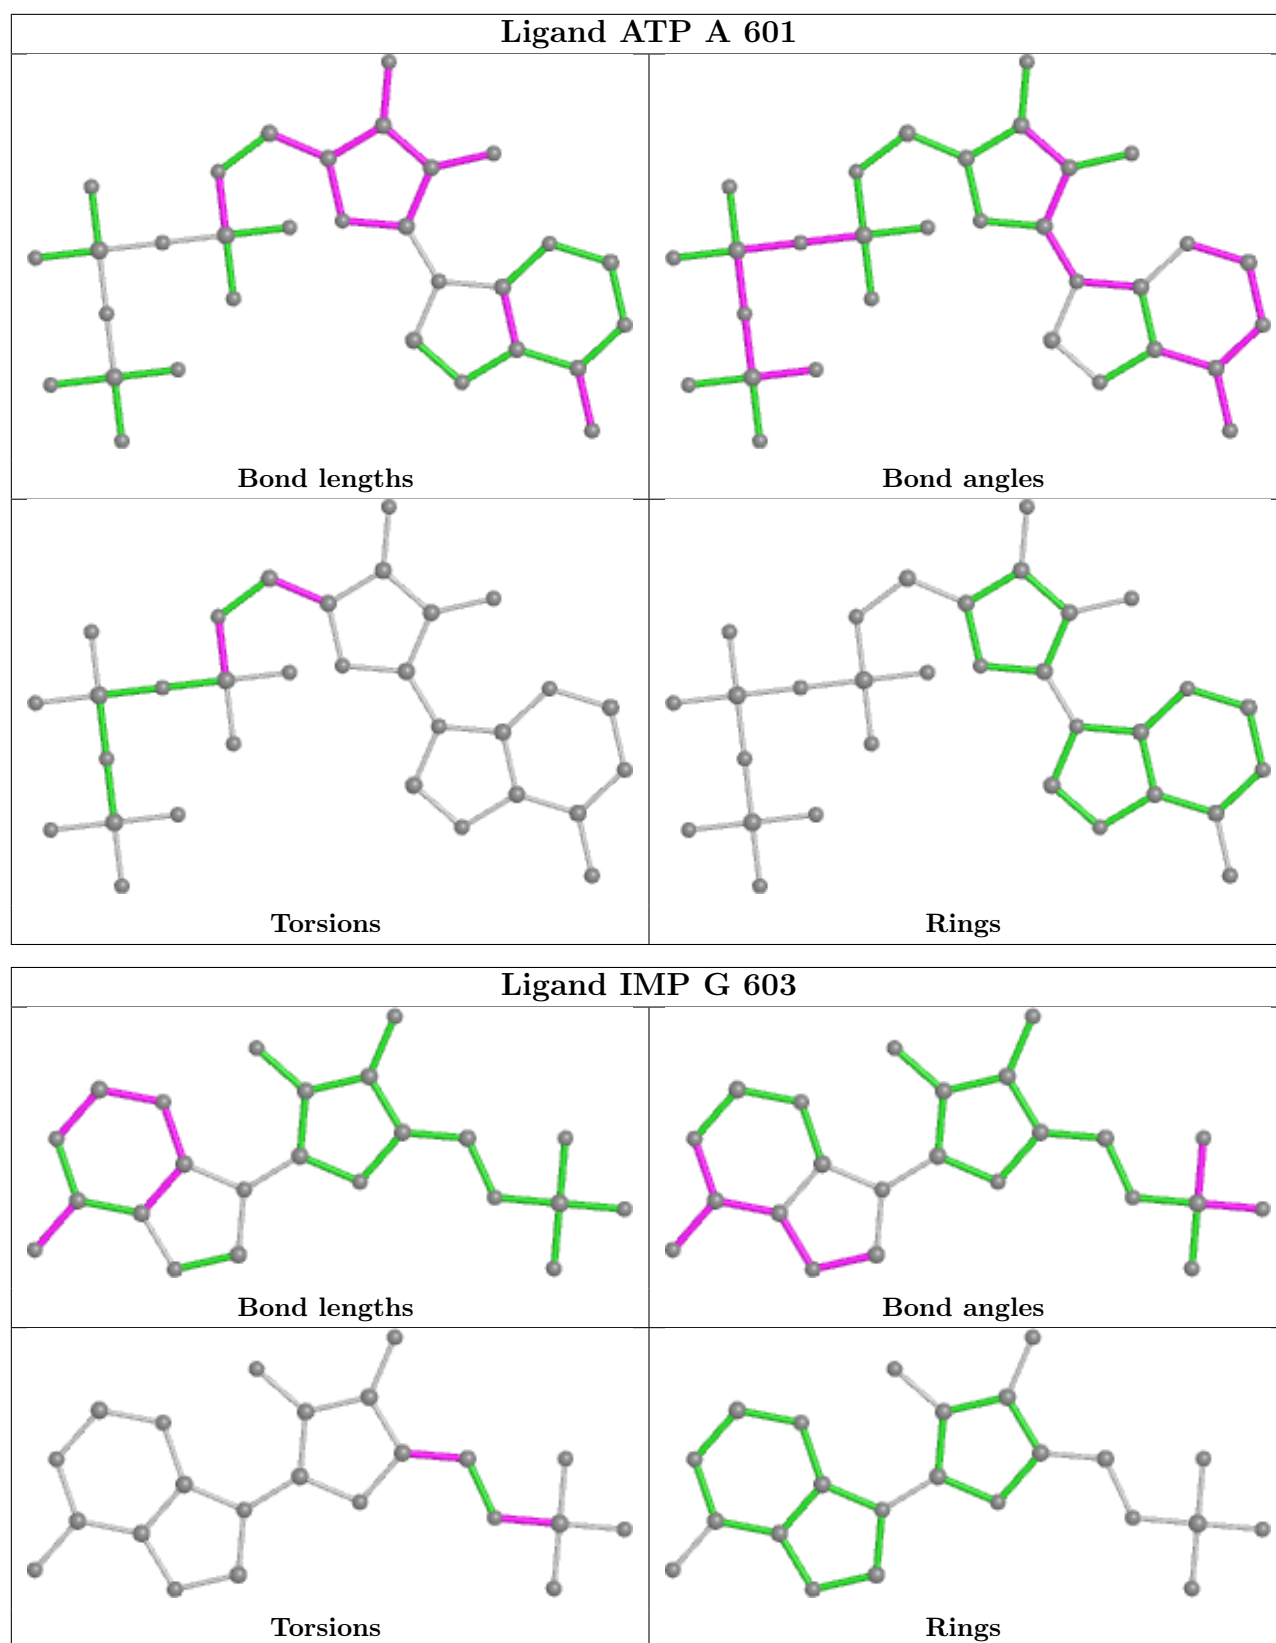 Ligand ATP A 601
Bond lengths
Bond angles
Torsions
Rings
Ligand IMP G 603
Bond lengths
Bond angles
Torsions
Rings